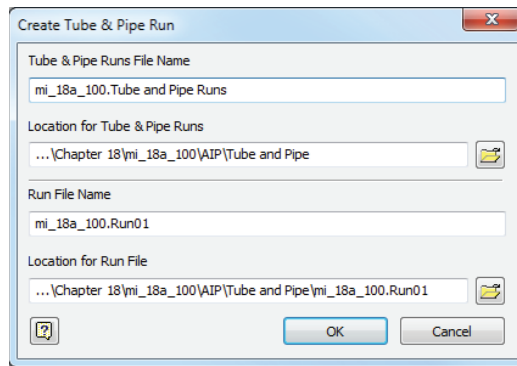 Create Tube & Pipe Run
Tube & Pipe Runs File Name
mi_18a_100.Tube and Pipe Runs
Location for Tube & Pipe Runs
...\Chapter 18\mi_18a_100\AIP\Tube and Pipe
Run File Name
mi_18a_100.Run01
Location for Run File
...\Chapter 18\mi_18a_100\AIP\Tube and Pipe\mi_18a_100.Run01
? OK Cancel